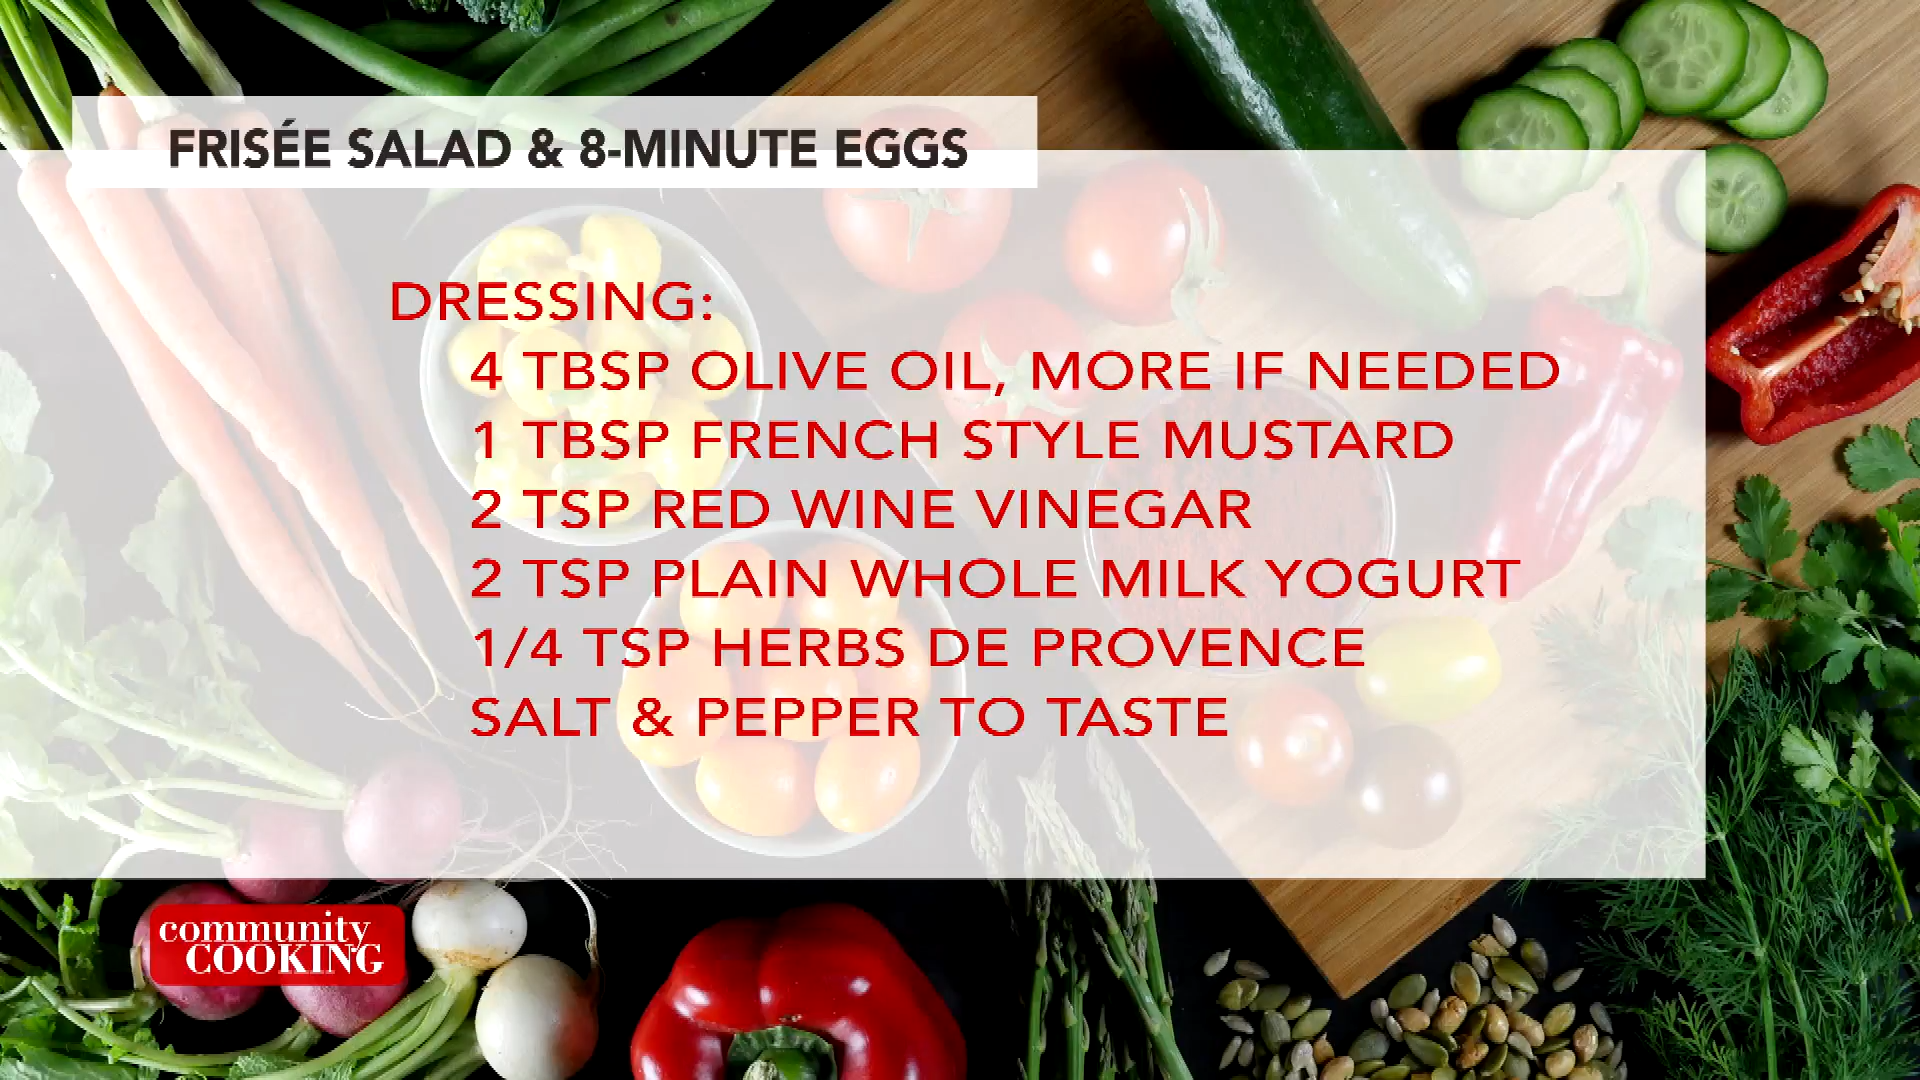 FRISÉE SALAD & 8-MINUTE EGGS
DRESSING:
4 TBSP OLIVE OIL, MORE IF NEEDED
1 TBSP FRENCH STYLE MUSTARD
2 TSP RED WINE VINEGAR
2 TSP PLAIN WHOLE MILK YOGURT
1/4 TSP HERBS DE PROVENCE
SALT & PEPPER TO TASTE
community
COOKING